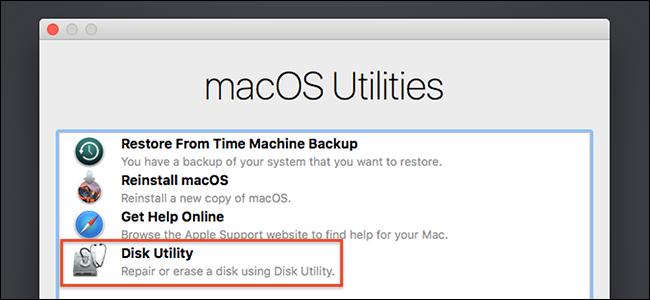 macOS Utilities
Restore From Time Machine Backup
You have a backup of your system that you want to restore.
Reinstall macOS
Reinstall a new copy of macOS.
Get Help Online
Browse the Apple Support website to find help for your Mac.
Disk Utility
Repair or erase a disk using Disk Utility.